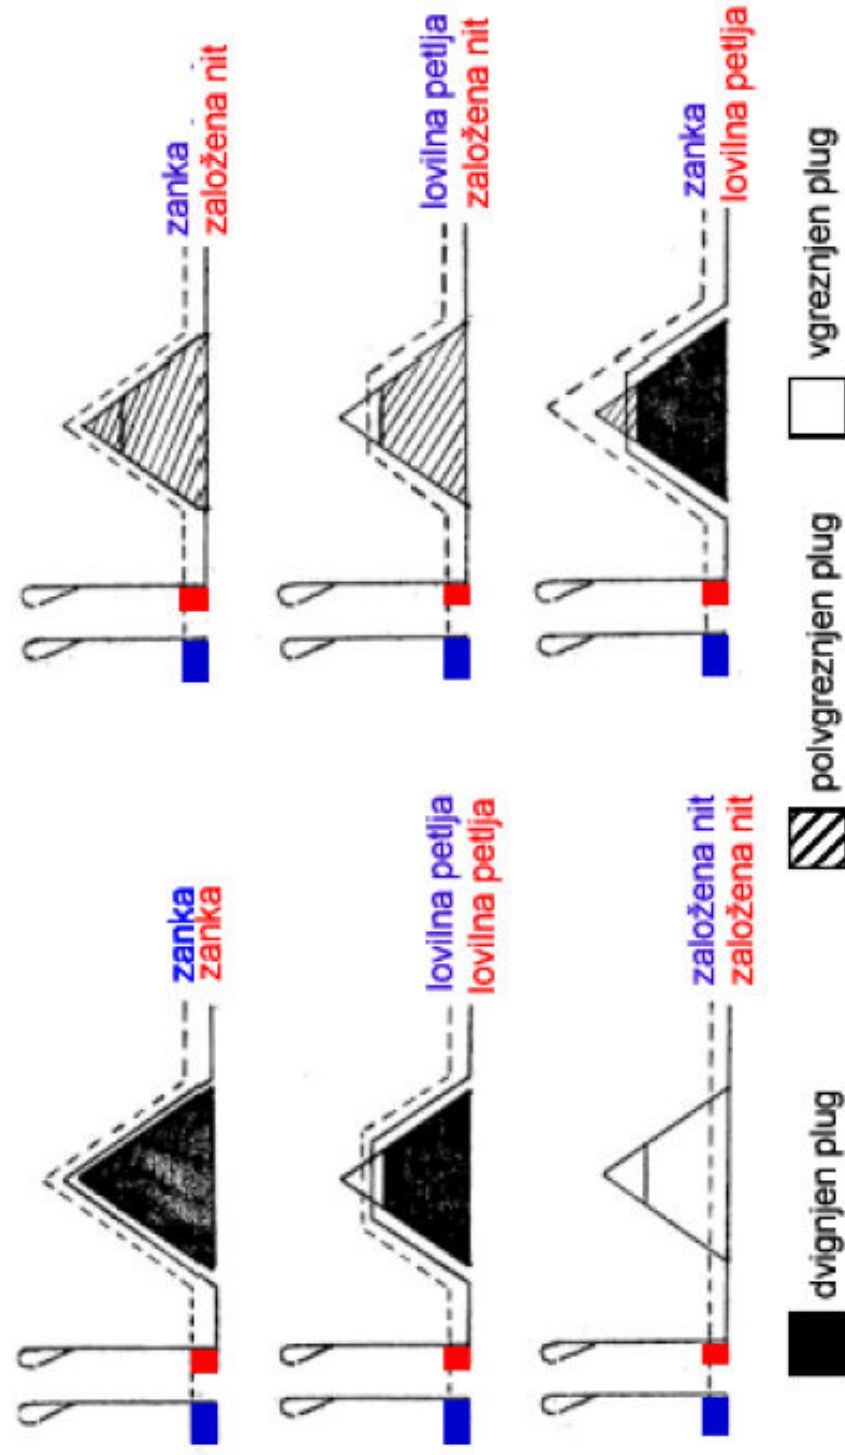 zanka
zanka
zanka
založena nit
lovilna petlja
lovilna petlja
lovilna petlja
založena nit
založena nit
založena nit
zanka
lovilna petlja
dvignjen plug
polvgreznjen plug
vgreznjen plug